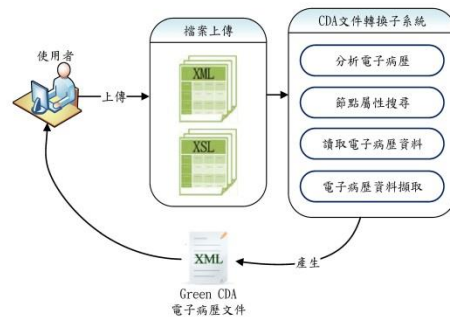 使用者
上傳
檔案上傳
XML
XSL
CDA文件轉換子系統
分析電子病歷
節點屬性搜尋
讀取電子病歷資料
電子病歷資料擷取
產生
XML
Green CDA
電子病歷文件